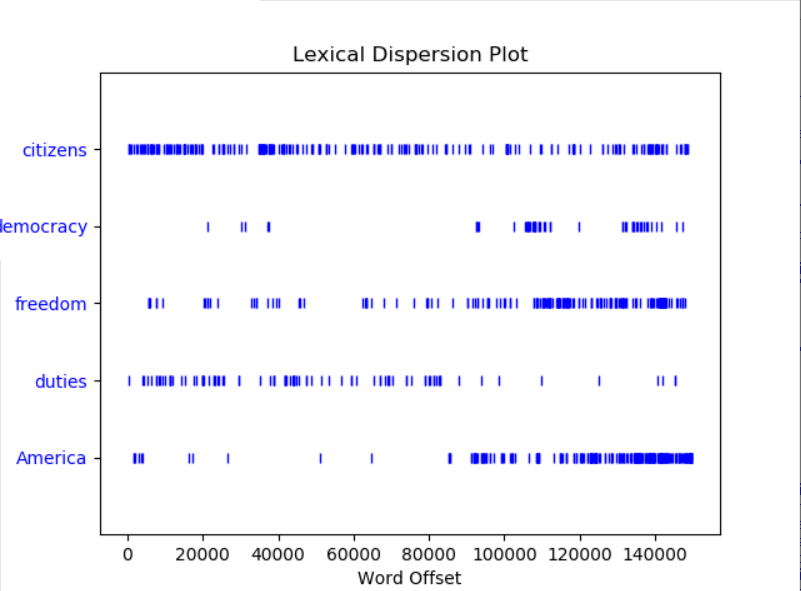 Lexical Dispersion Plot
citizens
democracy
freedom
duties
America
0 20000 40000 60000 80000 100000 120000 140000
Word Offset